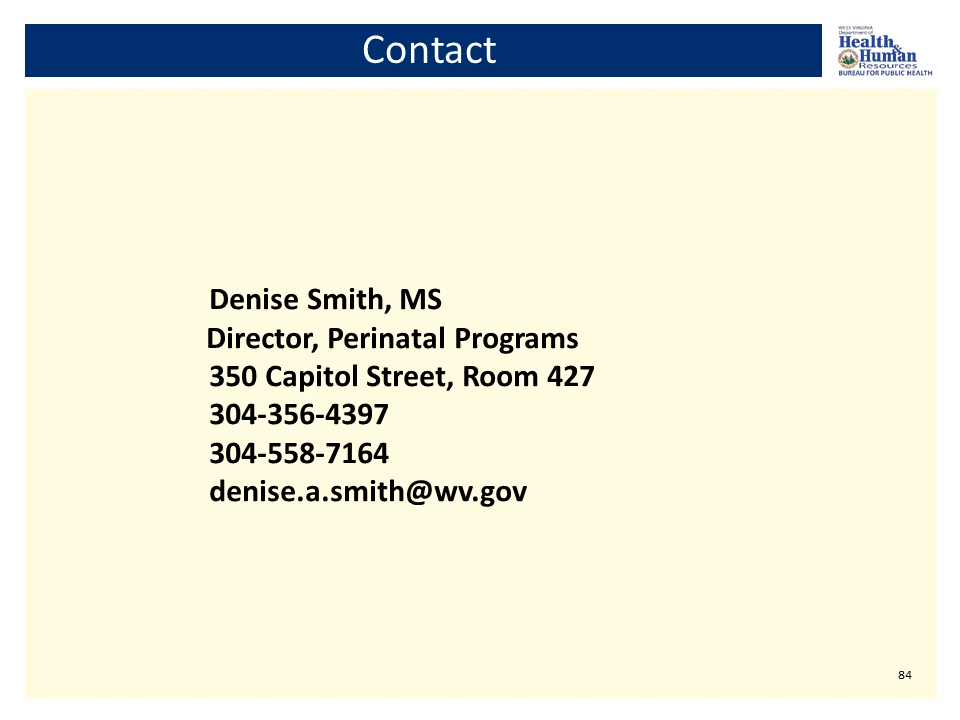 Contact
WEST VIRGINIA
Department of
Health &
Human
Resources
BUREAU FOR PUBLIC HEALTH
Denise Smith, MS
Director, Perinatal Programs
350 Capitol Street, Room 427
304-356-4397
304-558-7164
denise.a.smith@wv.gov
84